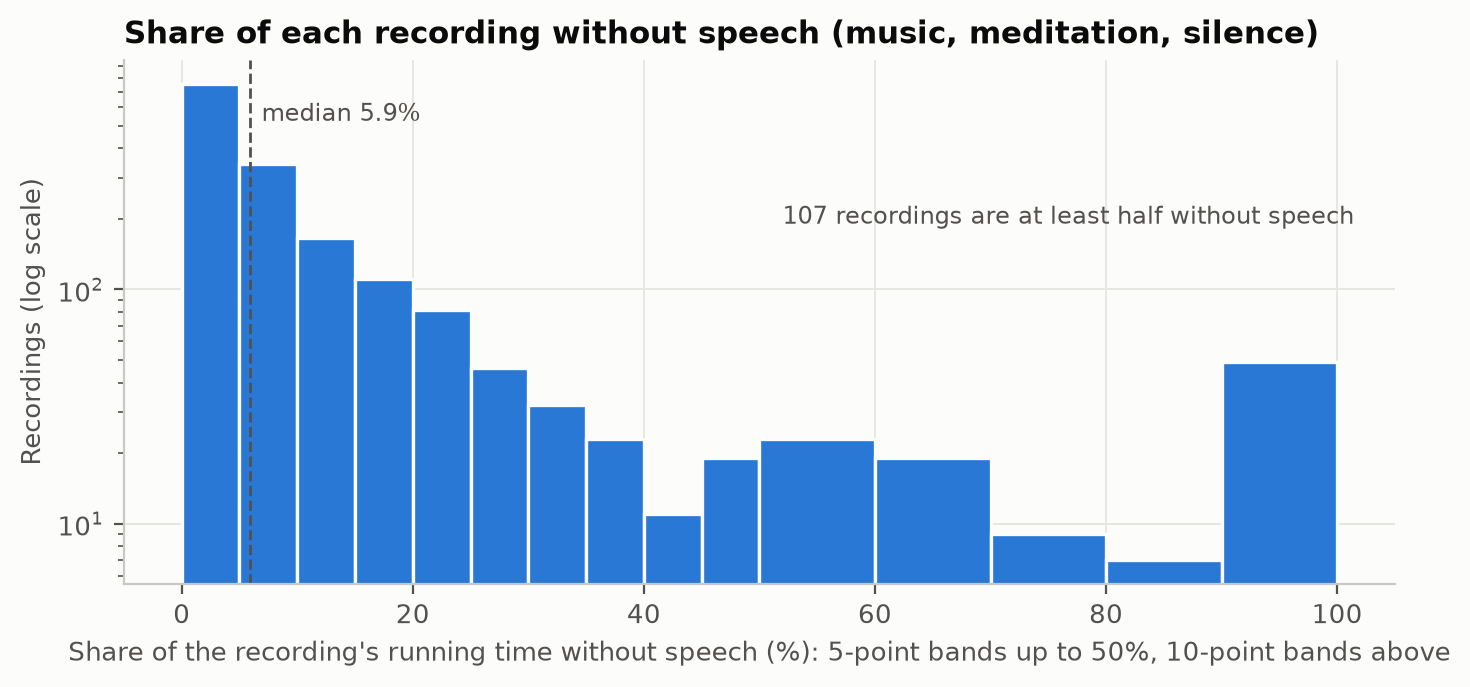 Share of each recording without speech (music, meditation, silence)
median 5.9%
107 recordings are at least half without speech
Recordings (log scale)
10²
10¹
0 20 40 60 80 100
Share of the recording's running time without speech (%): 5-point bands up to 50%, 10-point bands above